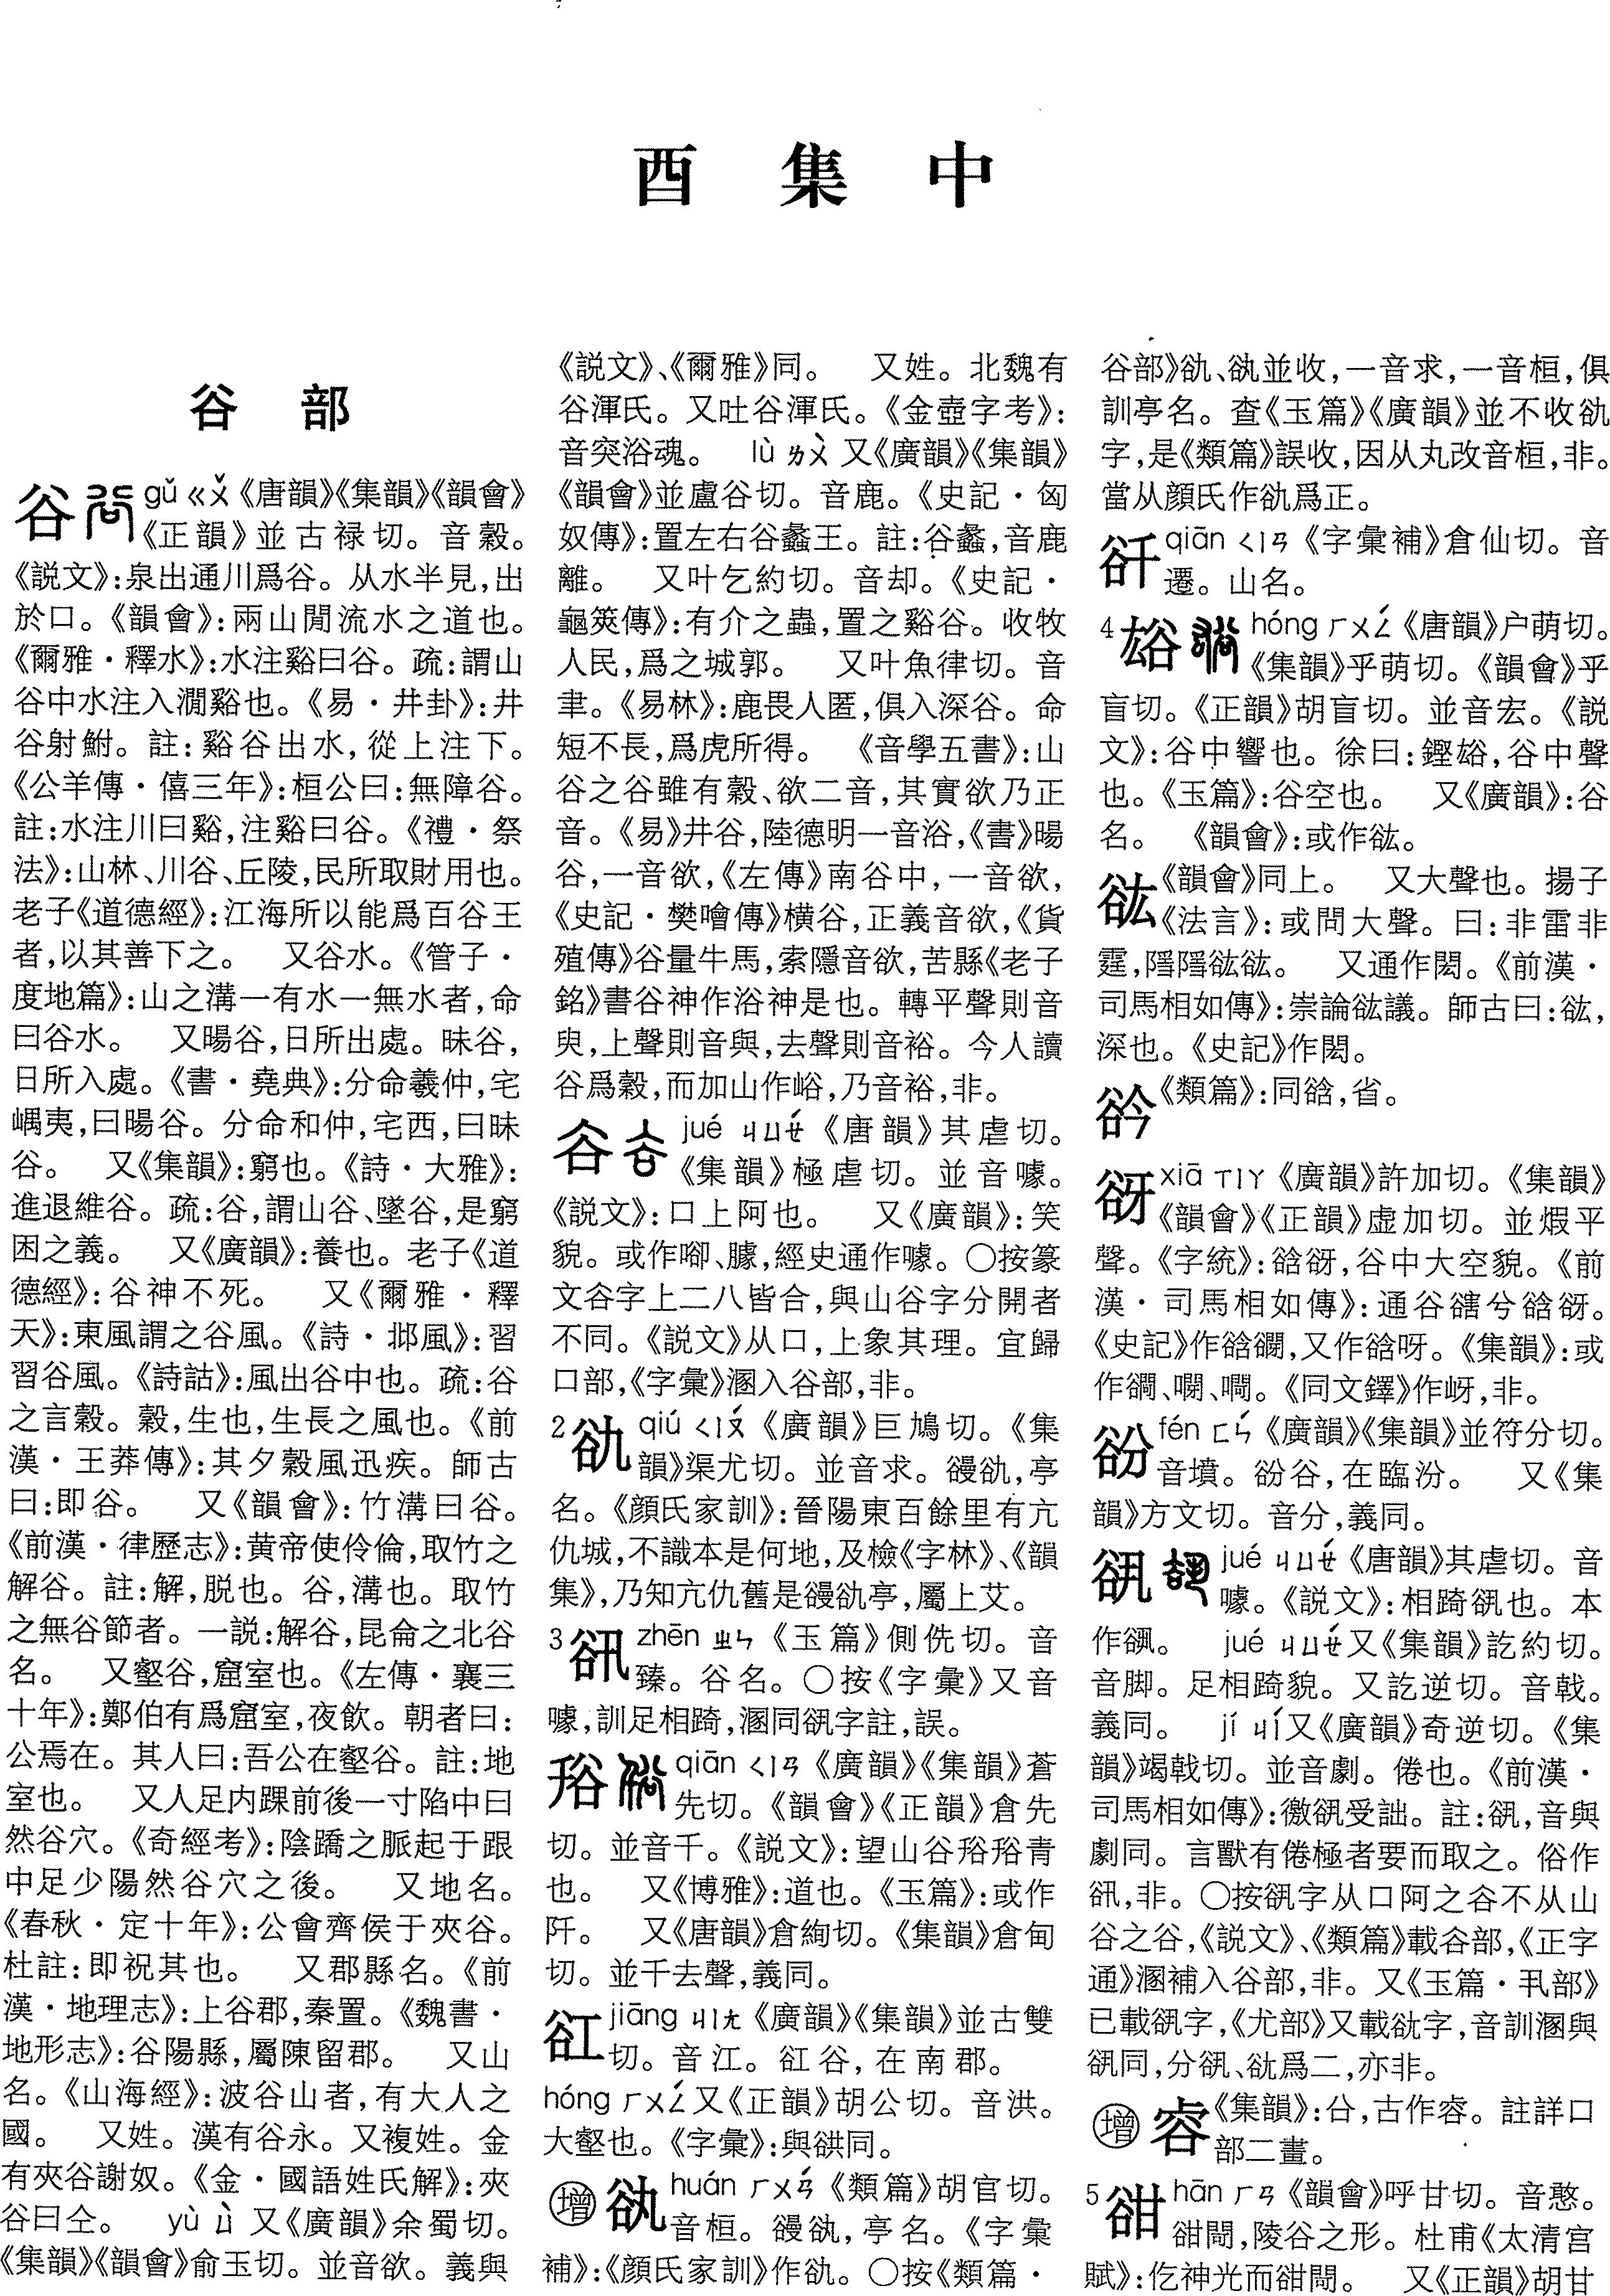 酉集中
谷部
谷 gǔ ㄍㄨˇ《唐韻》《集韻》《韻會》
《正韻》並古禄切。音穀。
《説文》:泉出通川爲谷。从水半見,出
於口。《韻會》:兩山閒流水之道也。
《爾雅·釋水》:水注谿曰谷。疏:謂山
谷中水注入澗谿也。《易·井卦》:井
谷射鮒。註:谿谷出水,從上注下。
《公羊傳·僖三年》:桓公曰:無障谷。
註:水注川曰谿,注谿曰谷。《禮·祭
法》:山林、川谷、丘陵,民所取財用也。
老子《道德經》:江海所以能爲百谷王
者,以其善下之。 又谷水。《管子·
度地篇》:山之溝一有水一無水者,命
曰谷水。 又暘谷,日所出處。昧谷,
日所入處。《書·堯典》:分命羲仲,宅
嵎夷,曰暘谷。分命和仲,宅西,曰昧
谷。 又《集韻》:窮也。《詩·大雅》:
進退維谷。疏:谷,謂山谷、墜谷,是窮
困之義。 又《廣韻》:養也。老子《道
德經》:谷神不死。 又《爾雅·釋
天》:東風謂之谷風。《詩·邶風》:習
習谷風。《詩詁》:風出谷中也。疏:谷
之言穀。穀,生也,生長之風也。《前
漢·王莽傳》:其夕穀風迅疾。師古
曰:即谷。 又《韻會》:竹溝曰谷。
《前漢·律歷志》:黄帝使伶倫,取竹之
解谷。註:解,脱也。谷,溝也。取竹
之無谷節者。一説:解谷,昆侖之北谷
名。 又壑谷,窟室也。《左傳·襄三
十年》:鄭伯有爲窟室,夜飲。朝者曰:
公焉在。其人曰:吾公在壑谷。註:地
室也。 又人足内踝前後一寸陷中曰
然谷穴。《奇經考》:陰蹻之脈起于跟
中足少陽然谷穴之後。 又地名。
《春秋·定十年》:公會齊侯于夾谷。
杜註:即祝其也。 又郡縣名。《前
漢·地理志》:上谷郡,秦置。《魏書·
地形志》:谷陽縣,屬陳留郡。 又山
名。《山海經》:波谷山者,有大人之
國。 又姓。漢有谷永。又複姓。金
有夾谷謝奴。《金·國語姓氏解》:夾
谷曰仝。 yù ㄩˋ 又《廣韻》余蜀切。
《集韻》《韻會》俞玉切。並音欲。義與
《説文》、《爾雅》同。 又姓。北魏有
谷渾氏。又吐谷渾氏。《金壺字考》:
音突浴魂。 lù ㄌㄨˋ 又《廣韻》《集韻》
《韻會》並盧谷切。音鹿。《史記·匈
奴傳》:置左右谷蠡王。註:谷蠡,音鹿
離。 又叶乞約切。音却。《史記·
龜筴傳》:有介之蟲,置之谿谷。收牧
人民,爲之城郭。 又叶魚律切。音
聿。《易林》:鹿畏人匿,俱入深谷。命
短不長,爲虎所得。 《音學五書》:山
谷之谷雖有穀、欲二音,其實欲乃正
音。《易》井谷,陸德明一音浴,《書》暘
谷,一音欲,《左傳》南谷中,一音欲,
《史記·樊噲傳》横谷,正義音欲,《貨
殖傳》谷量牛馬,索隱音欲,苦縣《老子
銘》書谷神作浴神是也。轉平聲則音
臾,上聲則音與,去聲則音裕。今人讀
谷爲穀,而加山作峪,乃音裕,非。
𧮫 jué ㄐㄩㄝˊ《唐韻》其虐切。
《集韻》極虐切。並音噱。
《説文》:口上阿也。 又《廣韻》:笑
貌。或作㖸、臄,經史通作噱。〇按篆
文𧮫字上二八皆合,與山谷字分開者
不同。《説文》从口,上象其理。宜歸
口部,《字彙》溷入谷部,非。
2 㕤 qiú ㄑㄧㄡˊ《廣韻》巨鳩切。《集
韻》渠尤切。並音求。䜱㕤,亭
名。《顔氏家訓》:晉陽東百餘里有亢
仇城,不識本是何地,及檢《字林》、《韻
集》,乃知亢仇舊是䜱㕤亭,屬上艾。
3 zhēn ㄓㄣ《玉篇》側侁切。音
臻。谷名。〇按《字彙》又音
噱,訓足相踦,溷同𧮭字註,誤。
谸 qiān ㄑㄧㄢ《廣韻》《集韻》蒼
先切。《韻會》《正韻》倉先
切。並音千。《説文》:望山谷谸谸青
也。 又《博雅》:道也。《玉篇》:或作
阡。 又《唐韻》倉絢切。《集韻》倉甸
切。並千去聲,義同。
谾 jiāng ㄐㄧㄤ《廣韻》《集韻》並古雙
切。音江。𧮬谷,在南郡。
hóng ㄏㄨㄥˊ又《正韻》胡公切。音洪。
大壑也。《字彙》:與谼同。
增 huán ㄏㄨㄢˊ《類篇》胡官切。
音桓。䜱,亭名。《字彙
補》:《顔氏家訓》作㕤。〇按《類篇·
谷部》並收,一音求,一音桓,俱
訓亭名。查《玉篇》《廣韻》並不收
字,是《類篇》誤收,因从丸改音桓,非。
當从顔氏作爲正。
qiān ㄑㄧㄢ《字彙補》倉仙切。音
遷。山名。
4 谹 hóng ㄏㄨㄥˊ《唐韻》户萌切。
《集韻》乎萌切。《韻會》乎
盲切。《正韻》胡盲切。並音宏。《説
文》:谷中響也。徐曰:鏗,谷中聲
也。《玉篇》:谷空也。 又《廣韻》:谷
名。 《韻會》:或作谹。
谹《韻會》同上。 又大聲也。揚子
《法言》:或問大聲。曰:非雷非
霆,隱隱谹谹。 又通作閎。《前漢·
司馬相如傳》:崇論谹議。師古曰:谹,
深也。《史記》作閎。
《類篇》:同谽,省。
谺 xiā ㄒㄧㄚ《廣韻》許加切。《集韻》
《韻會》《正韻》虚加切。並煆平
聲。《字統》:谽谺,谷中大空貌。《前
漢·司馬相如傳》:通谷豁兮谽谺。
《史記》作谽,又作谽呀。《集韻》:或
作、㗿、。《同文鐸》作岈,非。
fén ㄈㄣˊ《廣韻》《集韻》並符分切。
音墳。谷,在臨汾。 又《集
韻》方文切。音分,義同。
jué ㄐㄩㄝˊ《唐韻》其虐切。音
噱。《説文》:相踦也。本
作。 jué ㄐㄩㄝˊ又《集韻》訖約切。
音脚。足相踦貌。又訖逆切。音戟。
義同。 jí ㄐㄧˊ又《廣韻》奇逆切。《集
韻》竭戟切。並音劇。倦也。《前漢·
司馬相如傳》:徼受詘。註:,音與
劇同。言獸有倦極者要而取之。俗作
,非。〇按字从口阿之𧮫不从山
谷之谷,《説文》、《類篇》載𧮫部,《正字
通》溷補入谷部,非。又《玉篇·丮部》
已載字,《尤部》又載字,音訓溷與
同,分、爲二,亦非。
增 《集韻》:㕣,古作容。註詳口
部二畫。
5 hān ㄏㄢ《韻會》呼甘切。音憨。
閜,陵谷之形。杜甫《太清宫
賦》:仡神光而閜。 又《正韻》胡甘